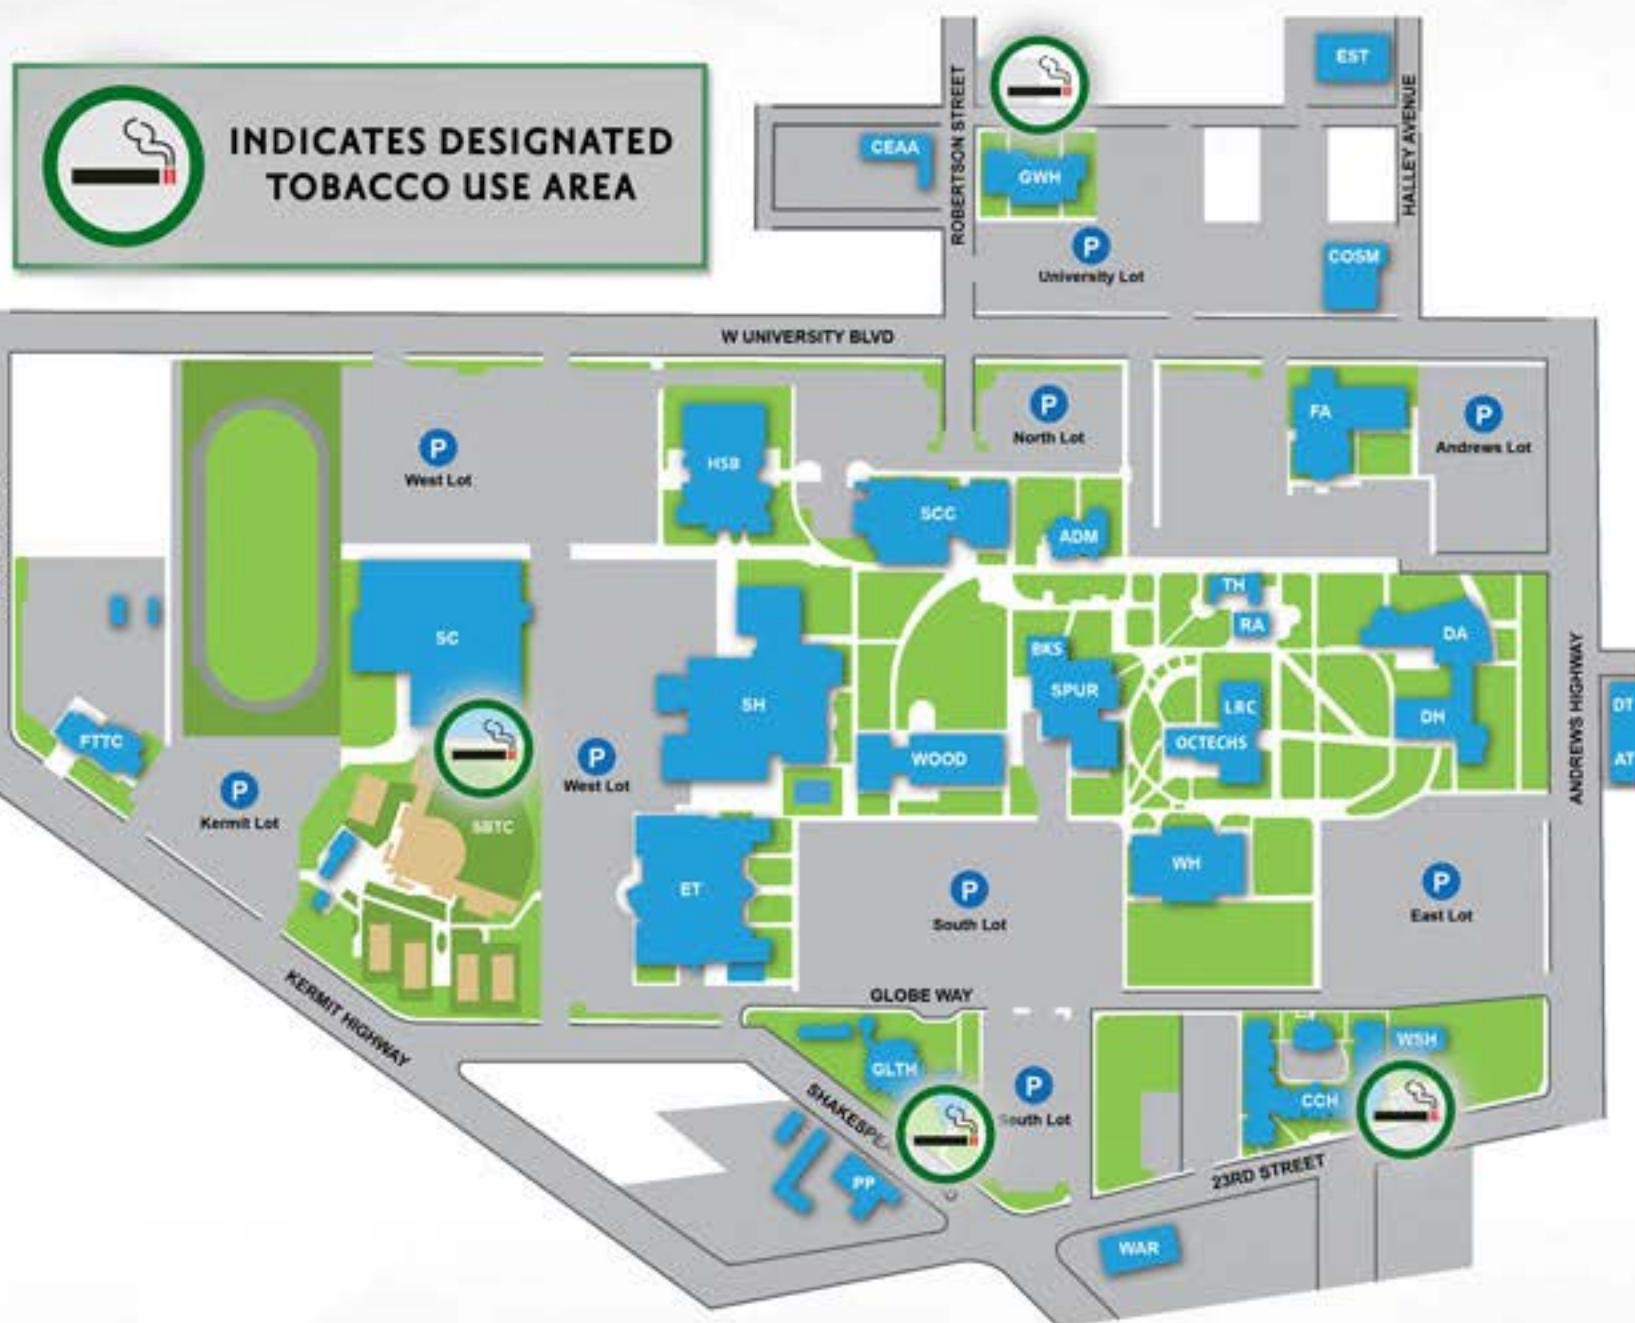 INDICATES DESIGNATED
TOBACCO USE AREA
EST
ROBERTSON STREET
HALLEY AVENUE
CEAA
GWH
P
University Lot
COSM
W UNIVERSITY BLVD
P
West Lot
HSB
P
North Lot
FA
P
Andrews Lot
SCC
ADM
TH
RA
SC
BKS
DA
SH
SPUR
LRC
DH
ANDREWS HIGHWAY
DT
AT
FTTC
OCTECHS
WOOD
P
Kermit Lot
P
West Lot
SBTC
ET
WH
P
South Lot
P
East Lot
KERMIT HIGHWAY
GLOBE WAY
GLTH
WSH
SHAKESPE
P
South Lot
CCH
PP
23RD STREET
WAR